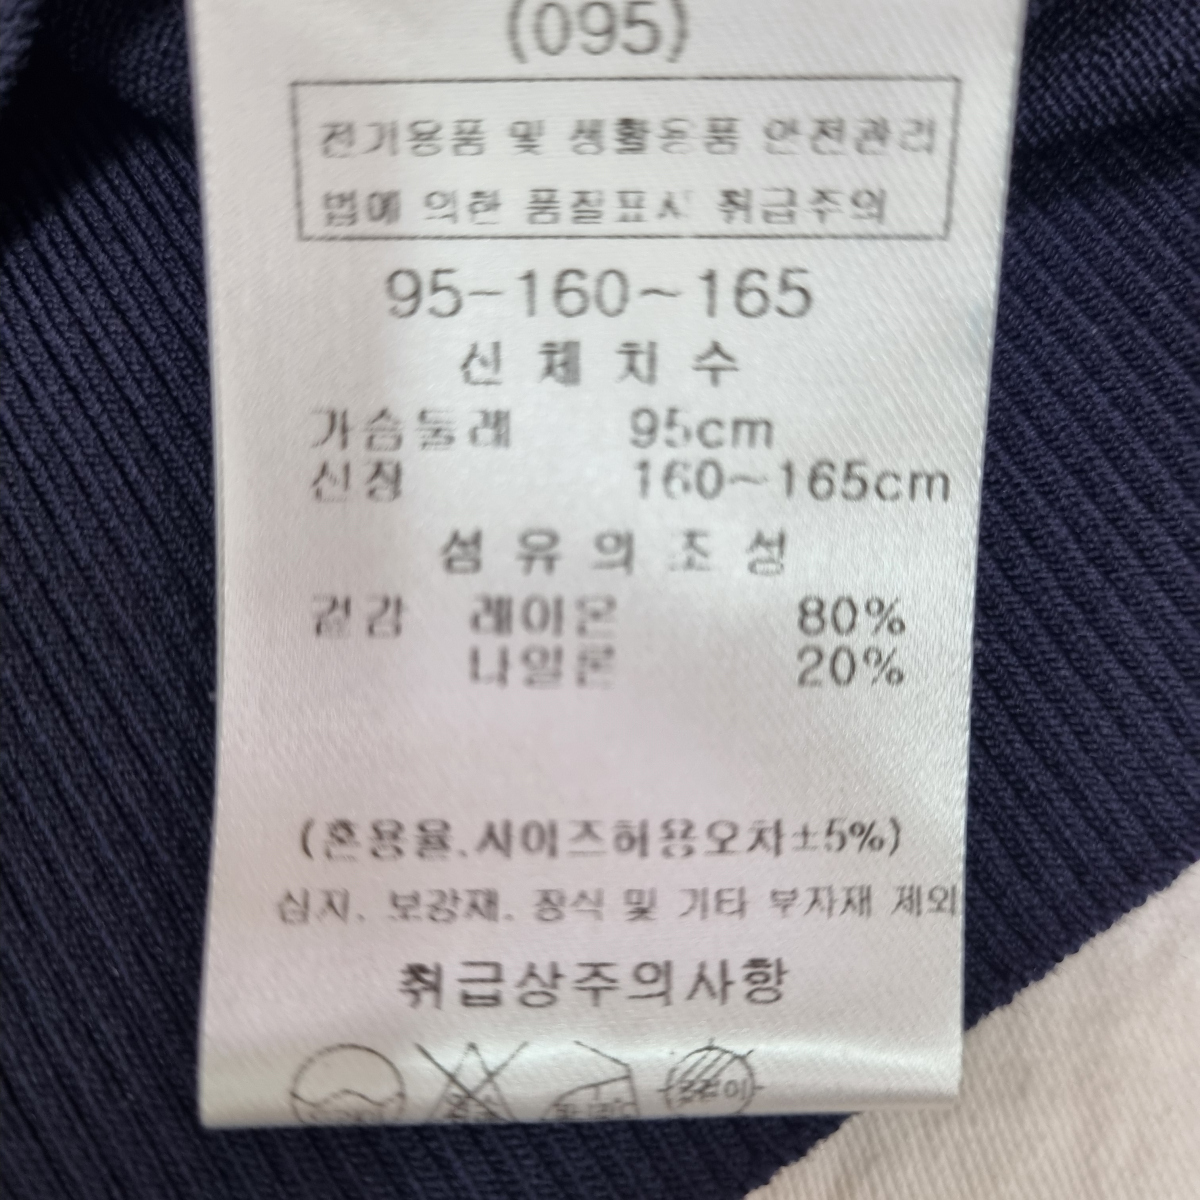 (095)
전기용품 및 생활용품 안전관리
법에 의한 품질표시 취급주의
95-160~165
신 체 치 수
가슴둘레 95cm
신장 160~165cm
섬 유 의 조 성
겉감 레이온 80%
나일론 20%
(혼용율.사이즈허용오차±5%)
심지. 보강재. 장식 및 기타 부자재 제외
취급상주의사항